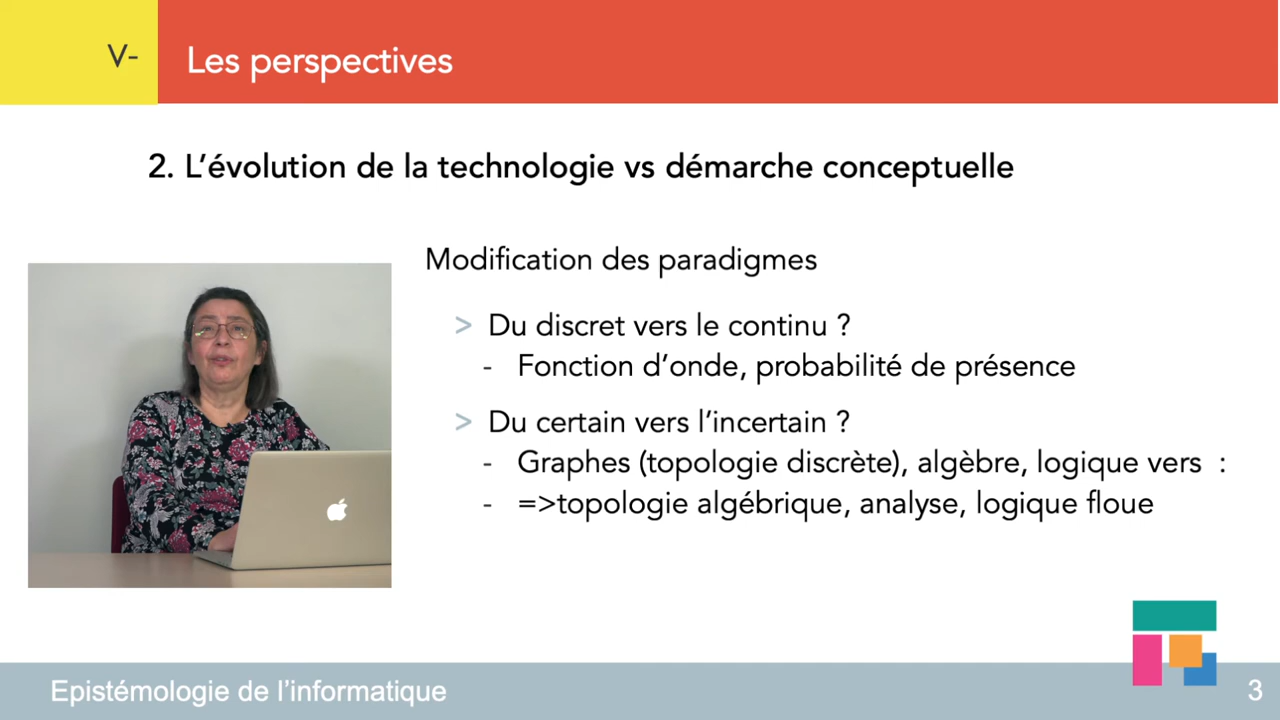 V-
Les perspectives
2. L’évolution de la technologie vs démarche conceptuelle
Modification des paradigmes
> Du discret vers le continu ?
- Fonction d’onde, probabilité de présence
> Du certain vers l’incertain ?
- Graphes (topologie discrète), algèbre, logique vers :
- =>topologie algébrique, analyse, logique floue
Epistémologie de l’informatique
3